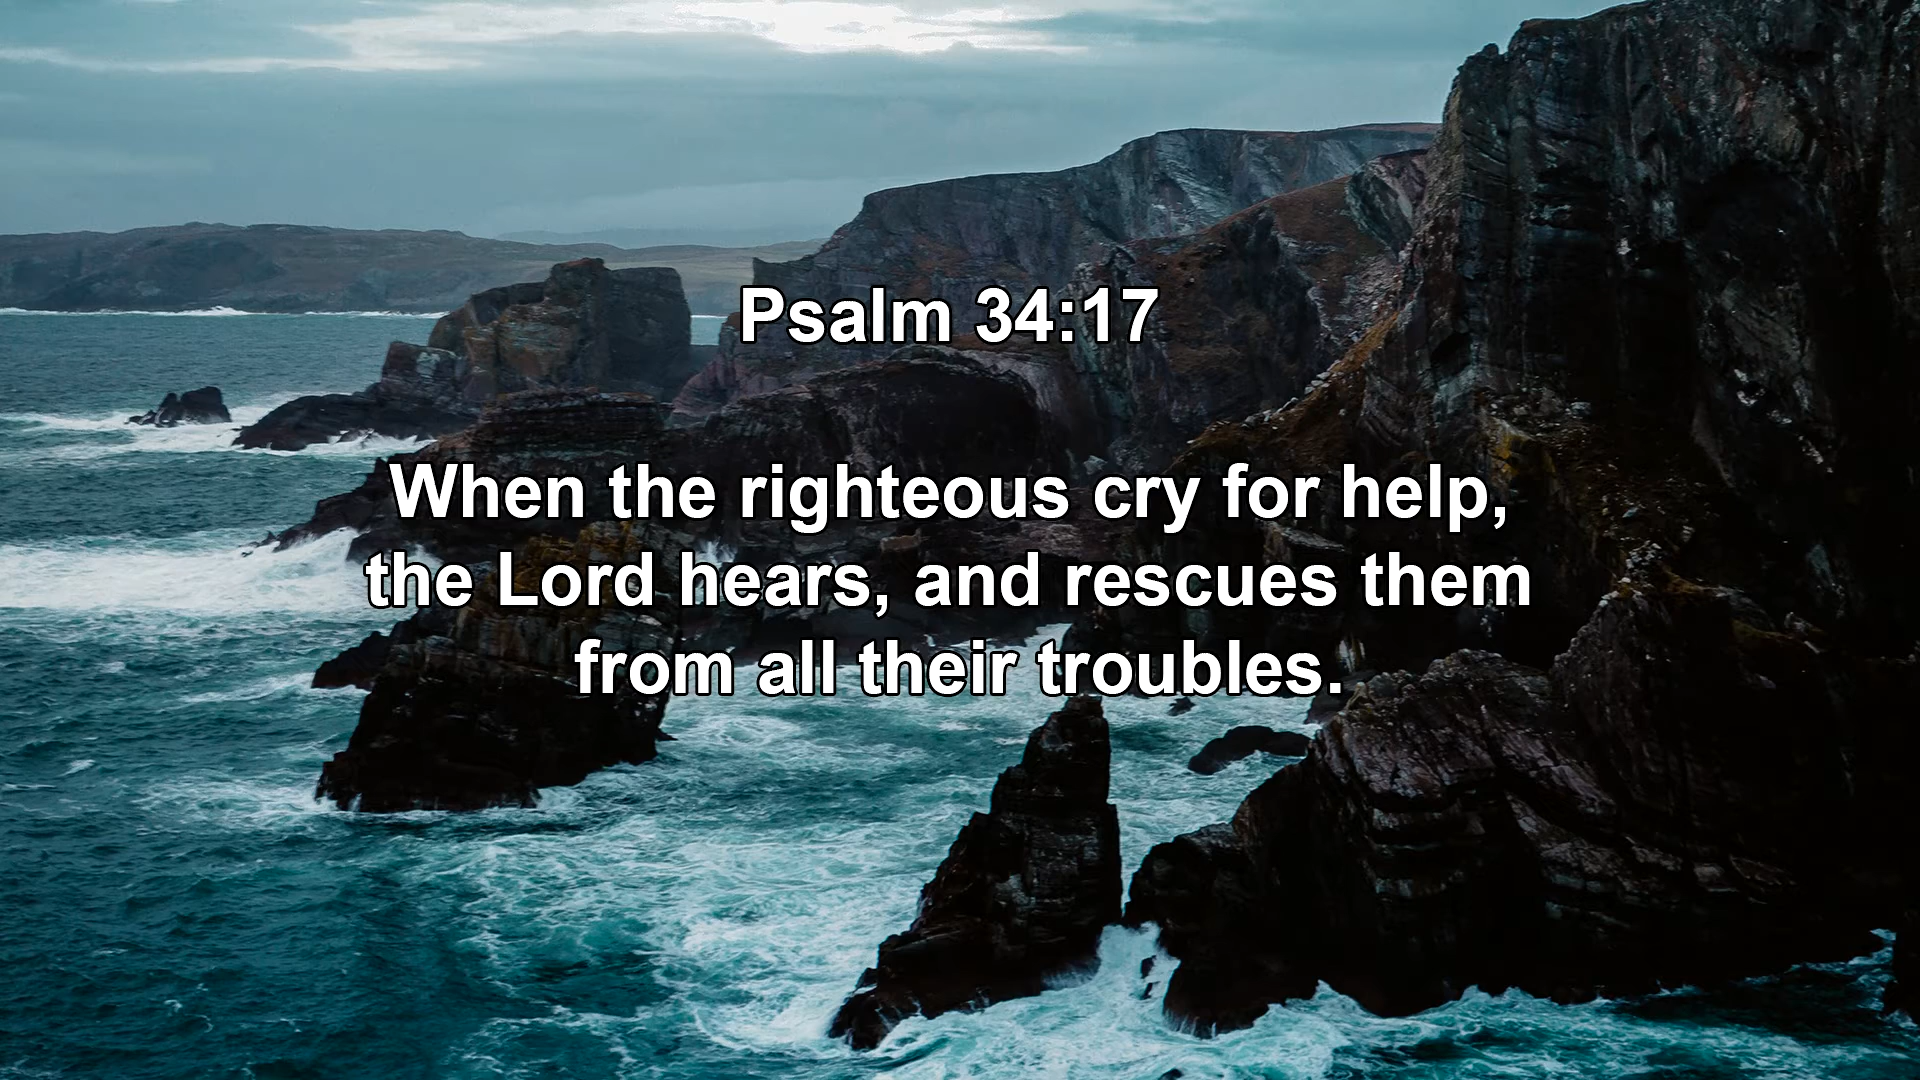 Psalm 34:17
When the righteous cry for help,
the Lord hears, and rescues them
from all their troubles.